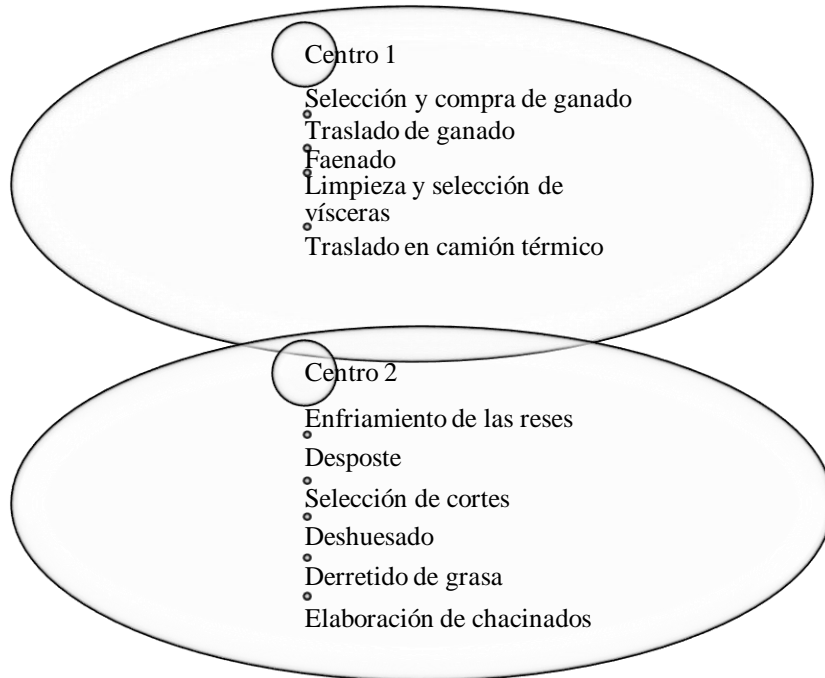 Centro 1
Selección y compra de ganado
Traslado de ganado
Faenado
Limpieza y selección de
vísceras
Traslado en camión térmico
Centro 2
Enfriamiento de las reses
Desposte
Selección de cortes
Deshuesado
Derretido de grasa
Elaboración de chacinados